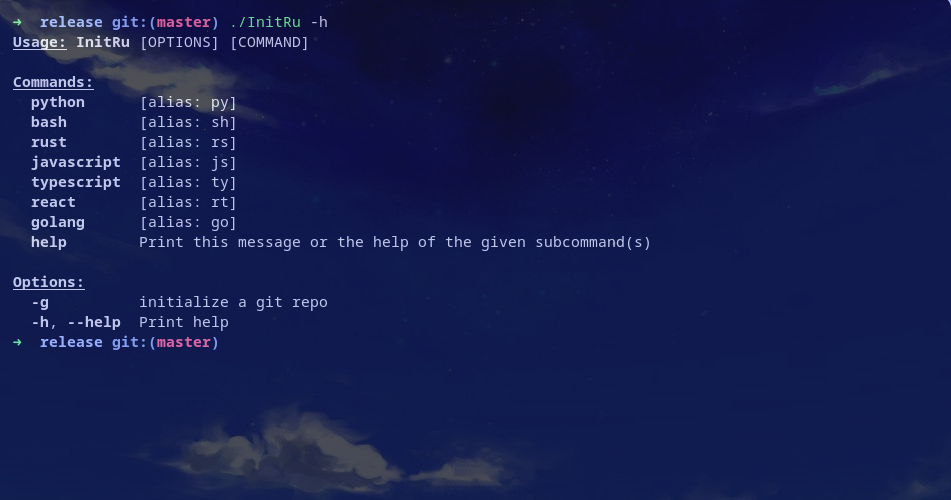 ➜  release git:(master) ./InitRu -h
Usage: InitRu [OPTIONS] [COMMAND]

Commands:
  python      [alias: py]
  bash        [alias: sh]
  rust        [alias: rs]
  javascript  [alias: js]
  typescript  [alias: ty]
  react       [alias: rt]
  golang      [alias: go]
  help        Print this message or the help of the given subcommand(s)

Options:
  -g          initialize a git repo
  -h, --help  Print help
➜  release git:(master)